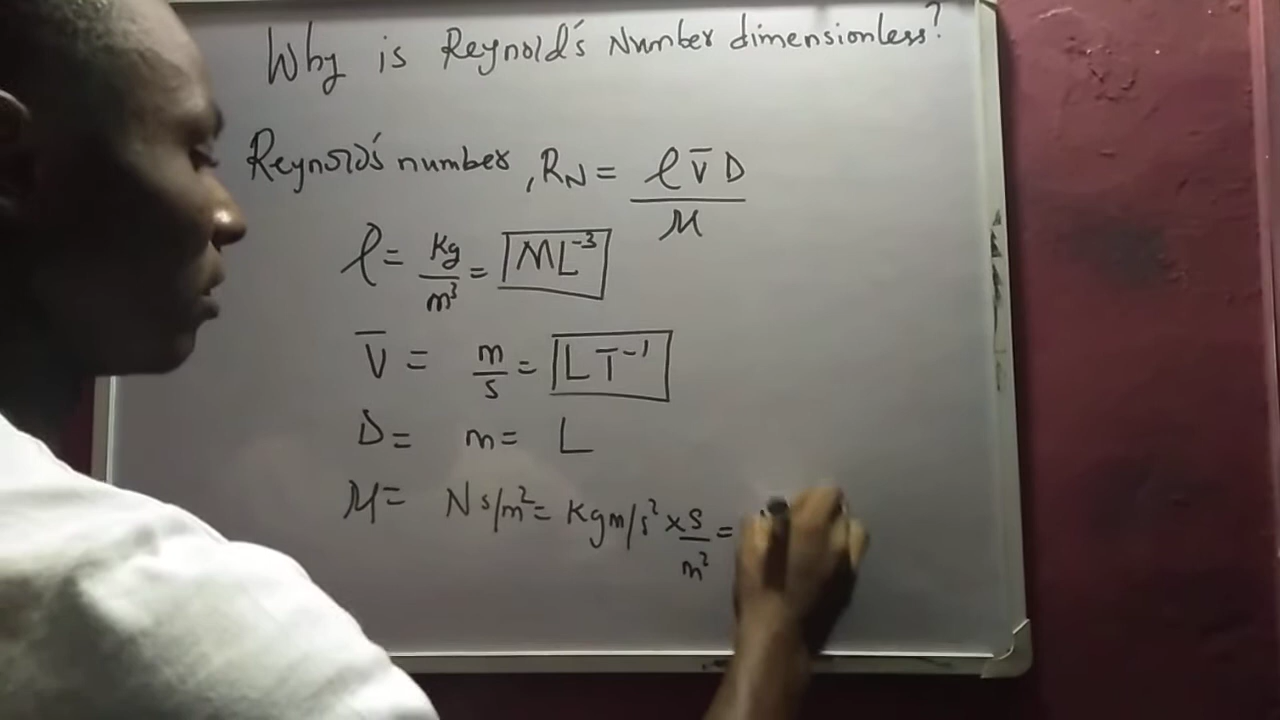 Why is Reynold's Number dimensionless?
Reynold's number, RN = ρ V̅ D / μ
ρ = Kg/m³ = ML⁻³
V̅ = m/s = LT⁻¹
D = m = L
μ = Ns/m² = Kgm/s² × s/m² =